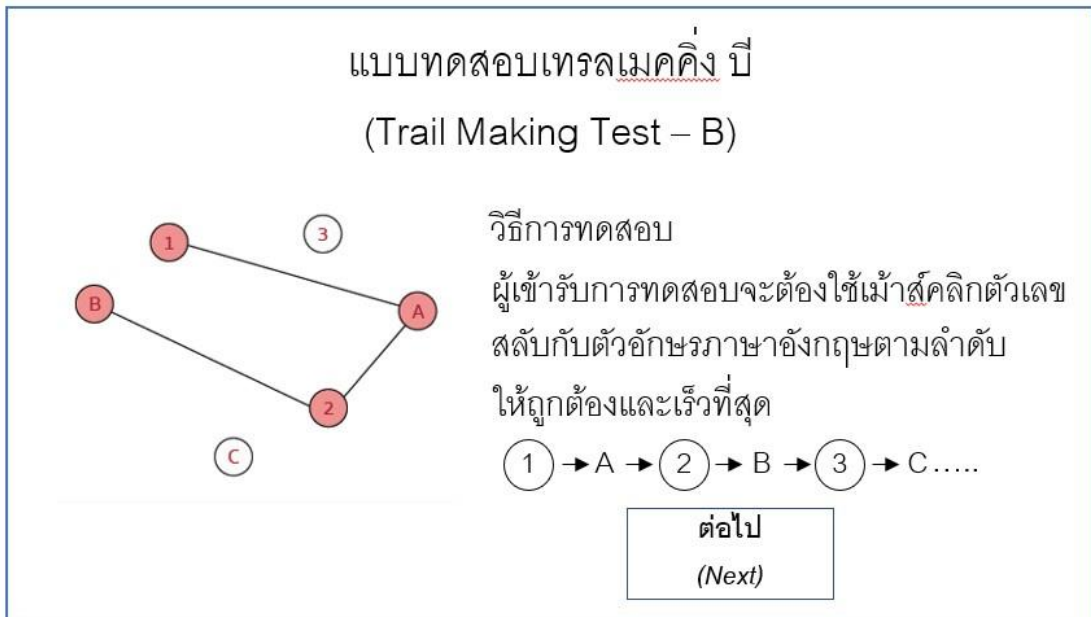 แบบทดสอบเทรลเมคคิ่ง บี
(Trail Making Test – B)
1
3
B
A
2
C
วิธีการทดสอบ
ผู้เข้ารับการทดสอบจะต้องใช้เม้าส์คลิกตัวเลข
สลับกับตัวอักษรภาษาอังกฤษตามลำดับ
ให้ถูกต้องและเร็วที่สุด
1 → A → 2 → B → 3 → C.....
ต่อไป
(Next)